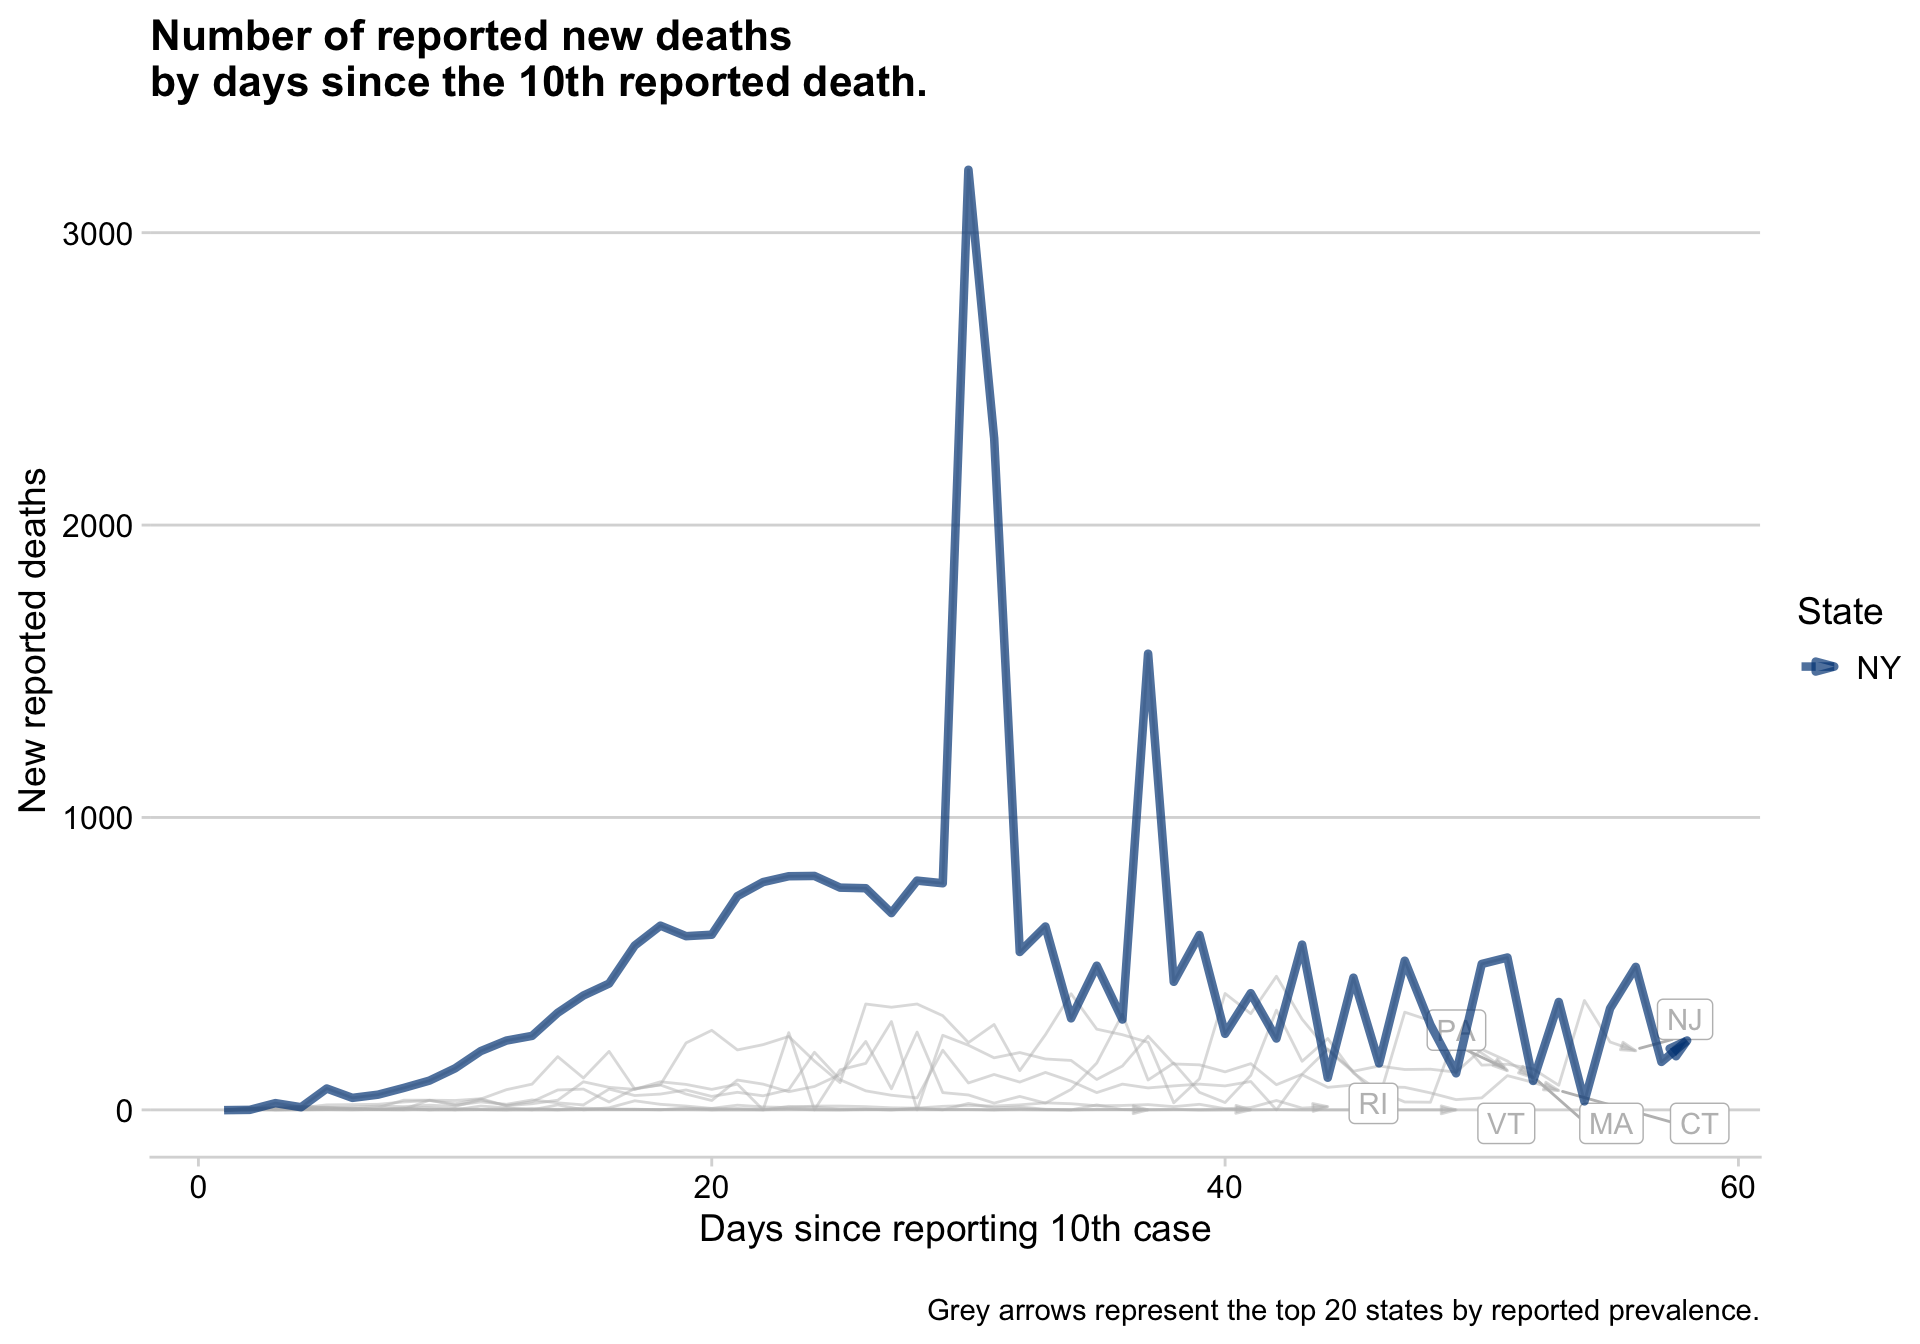 Number of reported new deaths
by days since the 10th reported death.
New reported deaths
3000
2000
1000
0
PA
NJ
RI
VT
MA
CT
0
20
40
60
Days since reporting 10th case
State
NY
Grey arrows represent the top 20 states by reported prevalence.